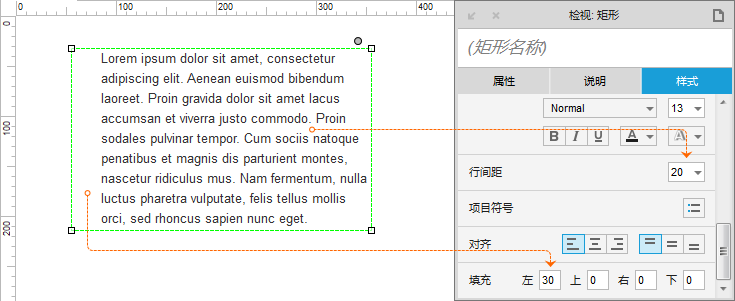 0 100 200 300 400
0
100
200
Lorem ipsum dolor sit amet, consectetur
adipiscing elit. Aenean euismod bibendum
laoreet. Proin gravida dolor sit amet lacus
accumsan et viverra justo commodo. Proin
sodales pulvinar tempor. Cum sociis natoque
penatibus et magnis dis parturient montes,
nascetur ridiculus mus. Nam fermentum, nulla
luctus pharetra vulputate, felis tellus mollis
orci, sed rhoncus sapien nunc eget.
检视: 矩形
(矩形名称)
属性 说明 样式
Normal 13
B I U A A
行间距 20
项目符号
对齐
填充 左 30 上 0 右 0 下 0